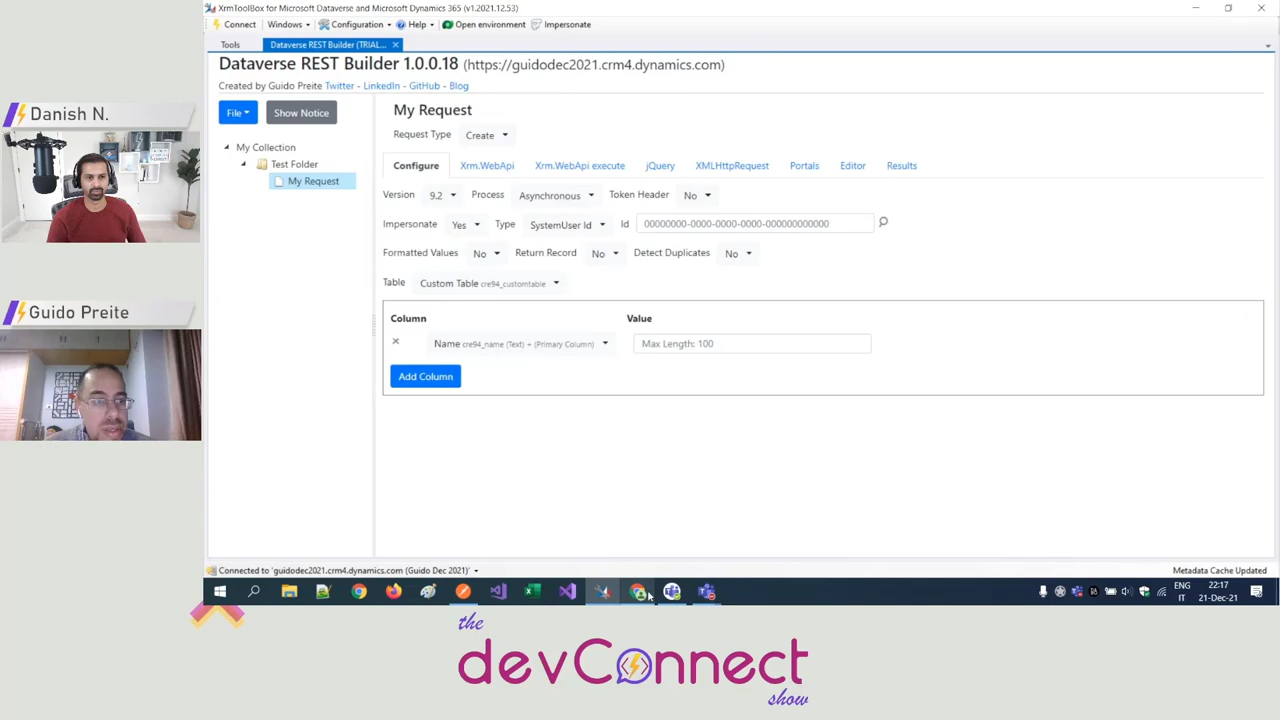 XrmToolBox for Microsoft Dataverse and Microsoft Dynamics 365 (v1.2021.12.53)
Connect Windows Configuration Help Open environment Impersonate
Tools Dataverse REST Builder (TRIAL...
Dataverse REST Builder 1.0.0.18 (https://guidodec2021.crm4.dynamics.com)
Created by Guido Preite Twitter - LinkedIn - GitHub - Blog
File Show Notice
My Collection
Test Folder
My Request
My Request
Request Type Create
Configure Xrm.WebApi Xrm.WebApi execute jQuery XMLHttpRequest Portals Editor Results
Version 9.2 Process Asynchronous Token Header No
Impersonate Yes Type SystemUser Id Id 00000000-0000-0000-0000-000000000000
Formatted Values No Return Record No Detect Duplicates No
Table Custom Table cre94_customtable
Column Value
Name cre94_name (Text) + (Primary Column) Max Length: 100
Add Column
Connected to 'guidodec2021.crm4.dynamics.com (Guido Dec 2021)'
Metadata Cache Updated
ENG
IT
22:17
21-Dec-21
Danish N.
Guido Preite
the
devConnect
show